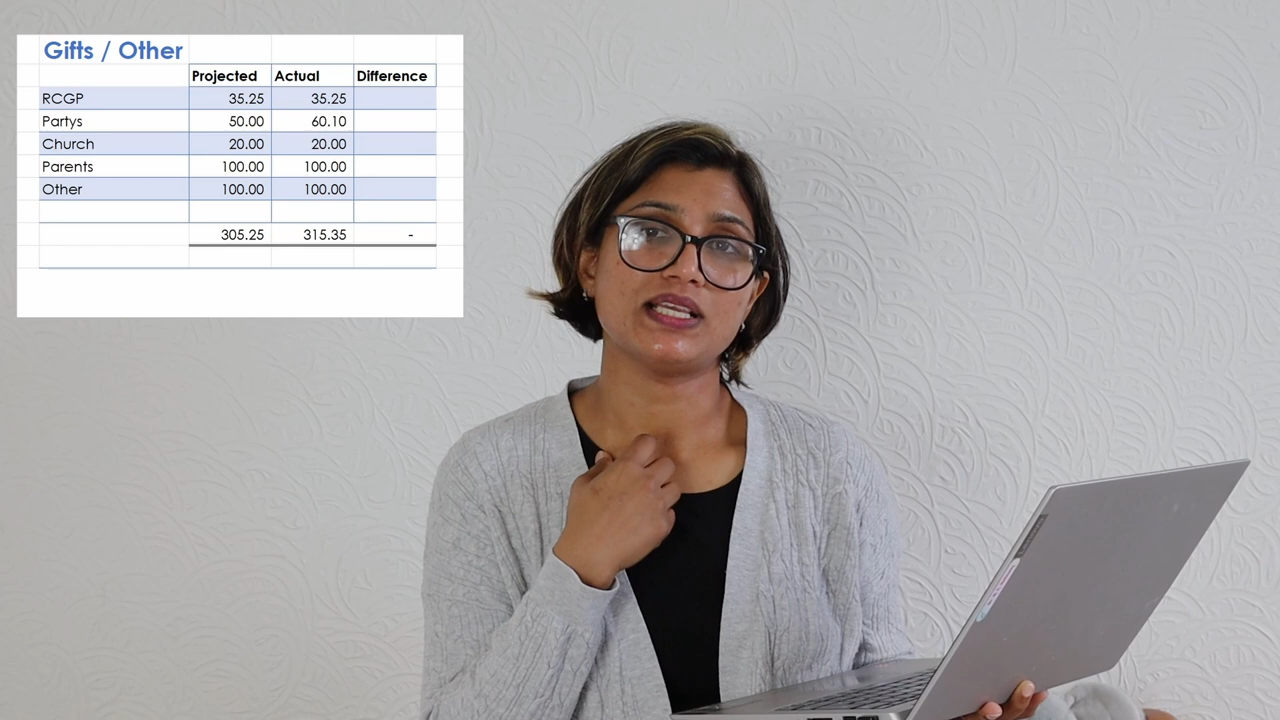 Gifts / Other
Projected Actual Difference
RCGP 35.25 35.25
Partys 50.00 60.10
Church 20.00 20.00
Parents 100.00 100.00
Other 100.00 100.00
305.25 315.35 -